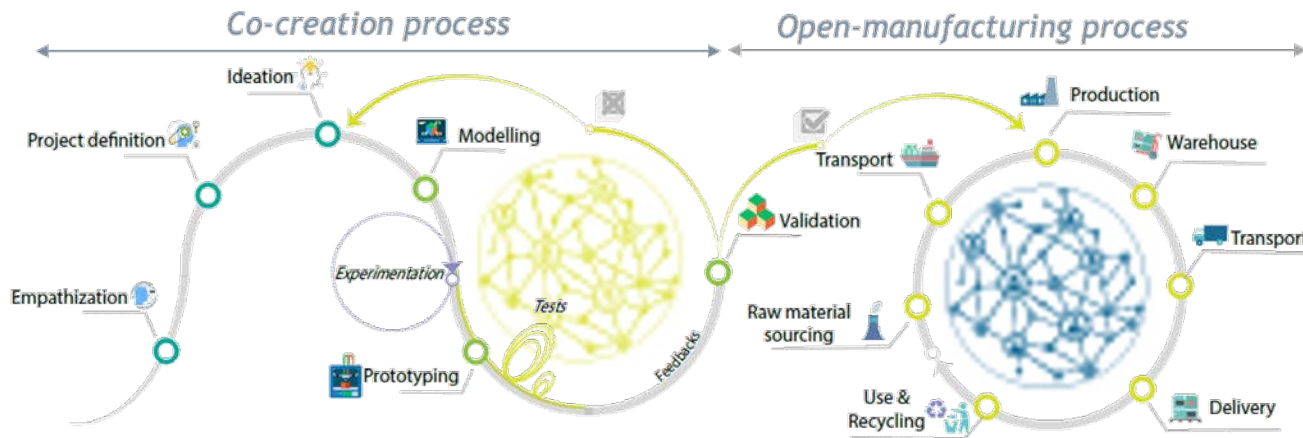 Co-creation process
Open-manufacturing process
Ideation
Project definition
Modelling
Empathization
Experimentation
Tests
Prototyping
Feedbacks
Validation
Production
Warehouse
Transport
Transport
Raw material
sourcing
Use &
Recycling
Delivery